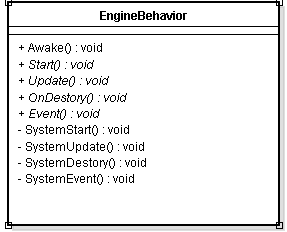 EngineBehavior
+ Awake() : void
+ Start() : void
+ Update() : void
+ OnDestory() : void
+ Event() : void
- SystemStart() : void
- SystemUpdate() : void
- SystemDestory() : void
- SystemEvent() : void